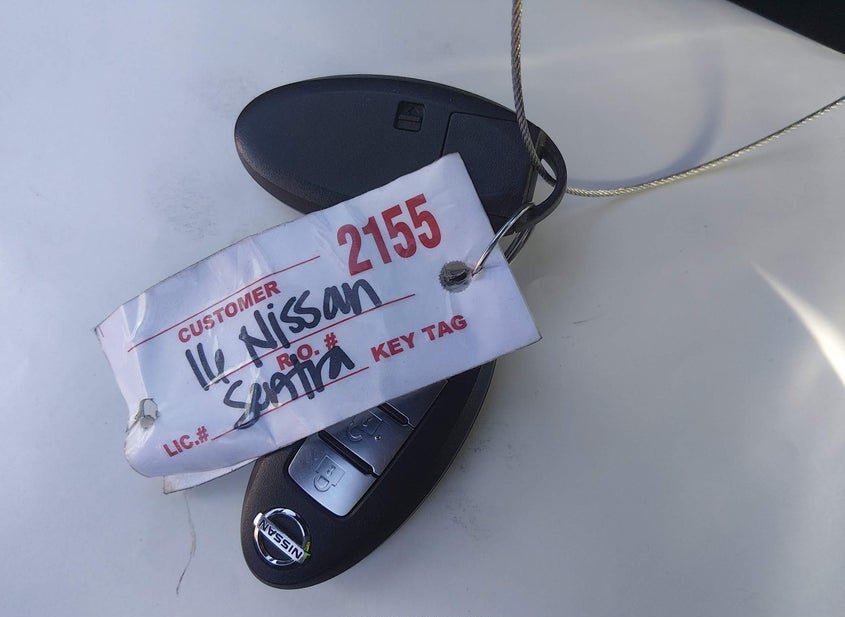 2155
CUSTOMER
16 Nissan
R.O. #
Sentra
KEY TAG
LIC.#
NISSAN